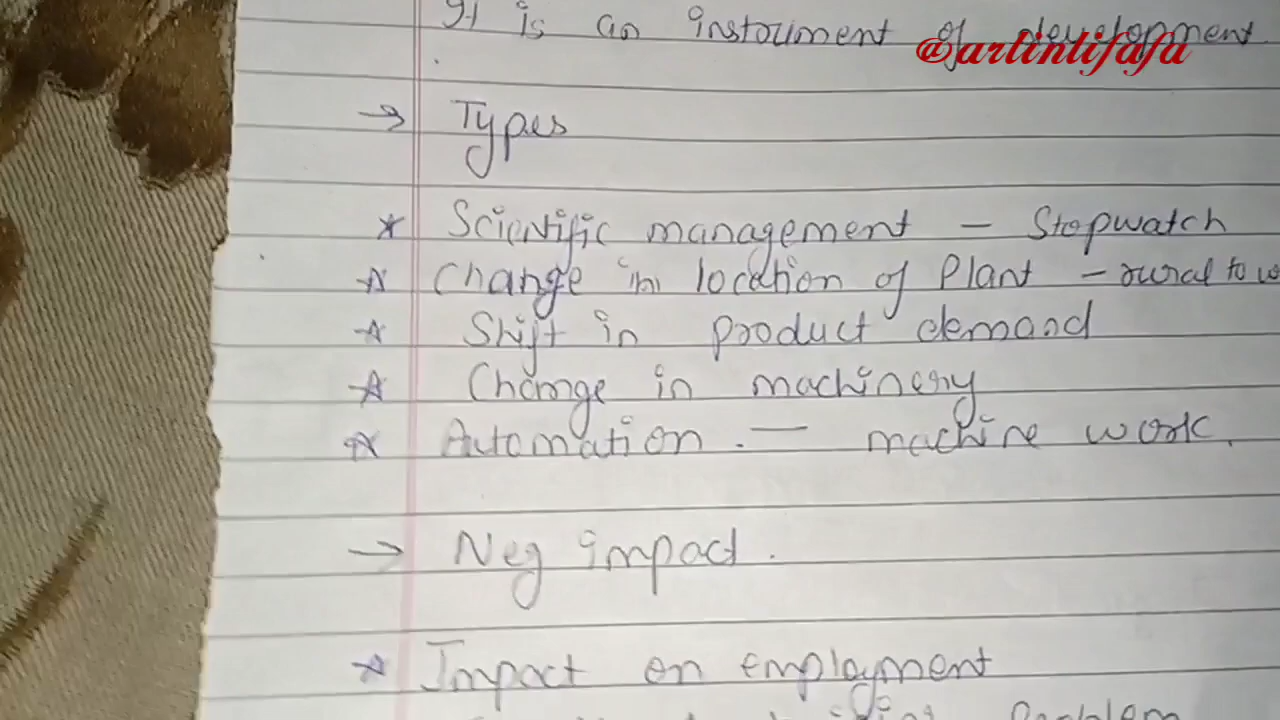 It is an instrument of development
@artintifafa
→ Types
* Scientific management — Stopwatch
* Change in location of Plant — rural to
* Shift in product demand
* Change in machinery
* Automation. — machine work.
→ Neg impact.
* Impact on employment
Problem